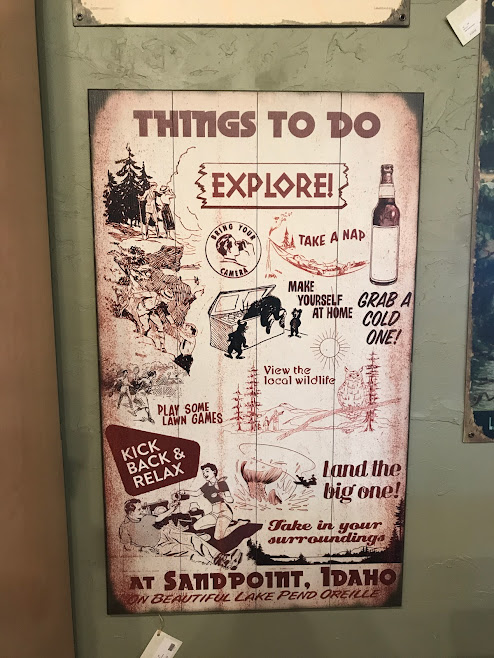 THINGS TO DO
EXPLORE!
BRING YOUR
CAMERA
TAKE A NAP
MAKE
YOURSELF
AT HOME
GRAB A
COLD
ONE!
View the
local wildlife
PLAY SOME
LAWN GAMES
KICK
BACK &
RELAX
Land the
big one!
Take in your
surroundings
AT SANDPOINT, IDAHO
"ON BEAUTIFUL LAKE PEND OREILLE"